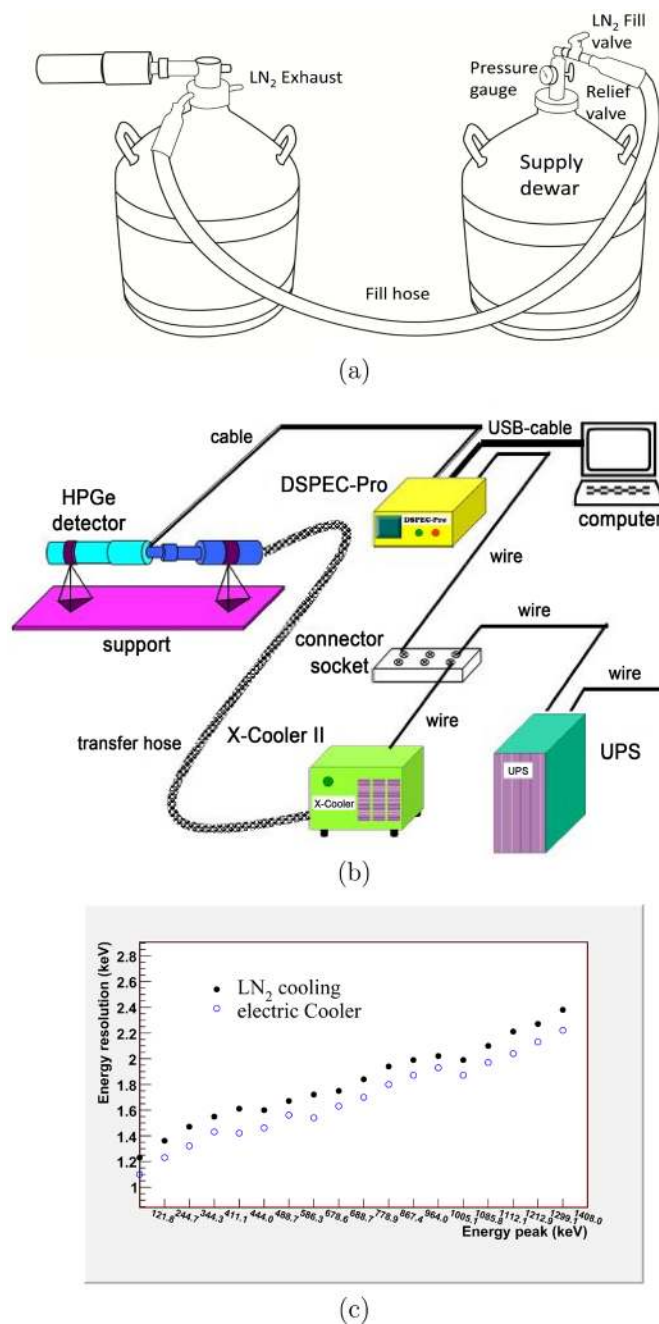 LN2 Fill
valve
LN2 Exhaust
Pressure
gauge
Relief
valve
Supply
dewar
Fill hose
(a)
cable
USB-cable
HPGe
detector
DSPEC-Pro
DSPEC-Pro
computer
wire
support
connector
socket
wire
wire
transfer hose
X-Cooler II
wire
UPS
UPS
X-Cooler
(b)
Energy resolution (keV)
2.8
2.6
2.4
2.2
2
1.8
1.6
1.4
1.2
1
LN2 cooling
electric Cooler
121.8 244.7 344.3 411.1 444.0 488.7 586.3 678.6 688.7 778.9 867.4 964.0 1005.1 1085.8 1112.1 1212.9 1299.1 1408.0
Energy peak (keV)
(c)